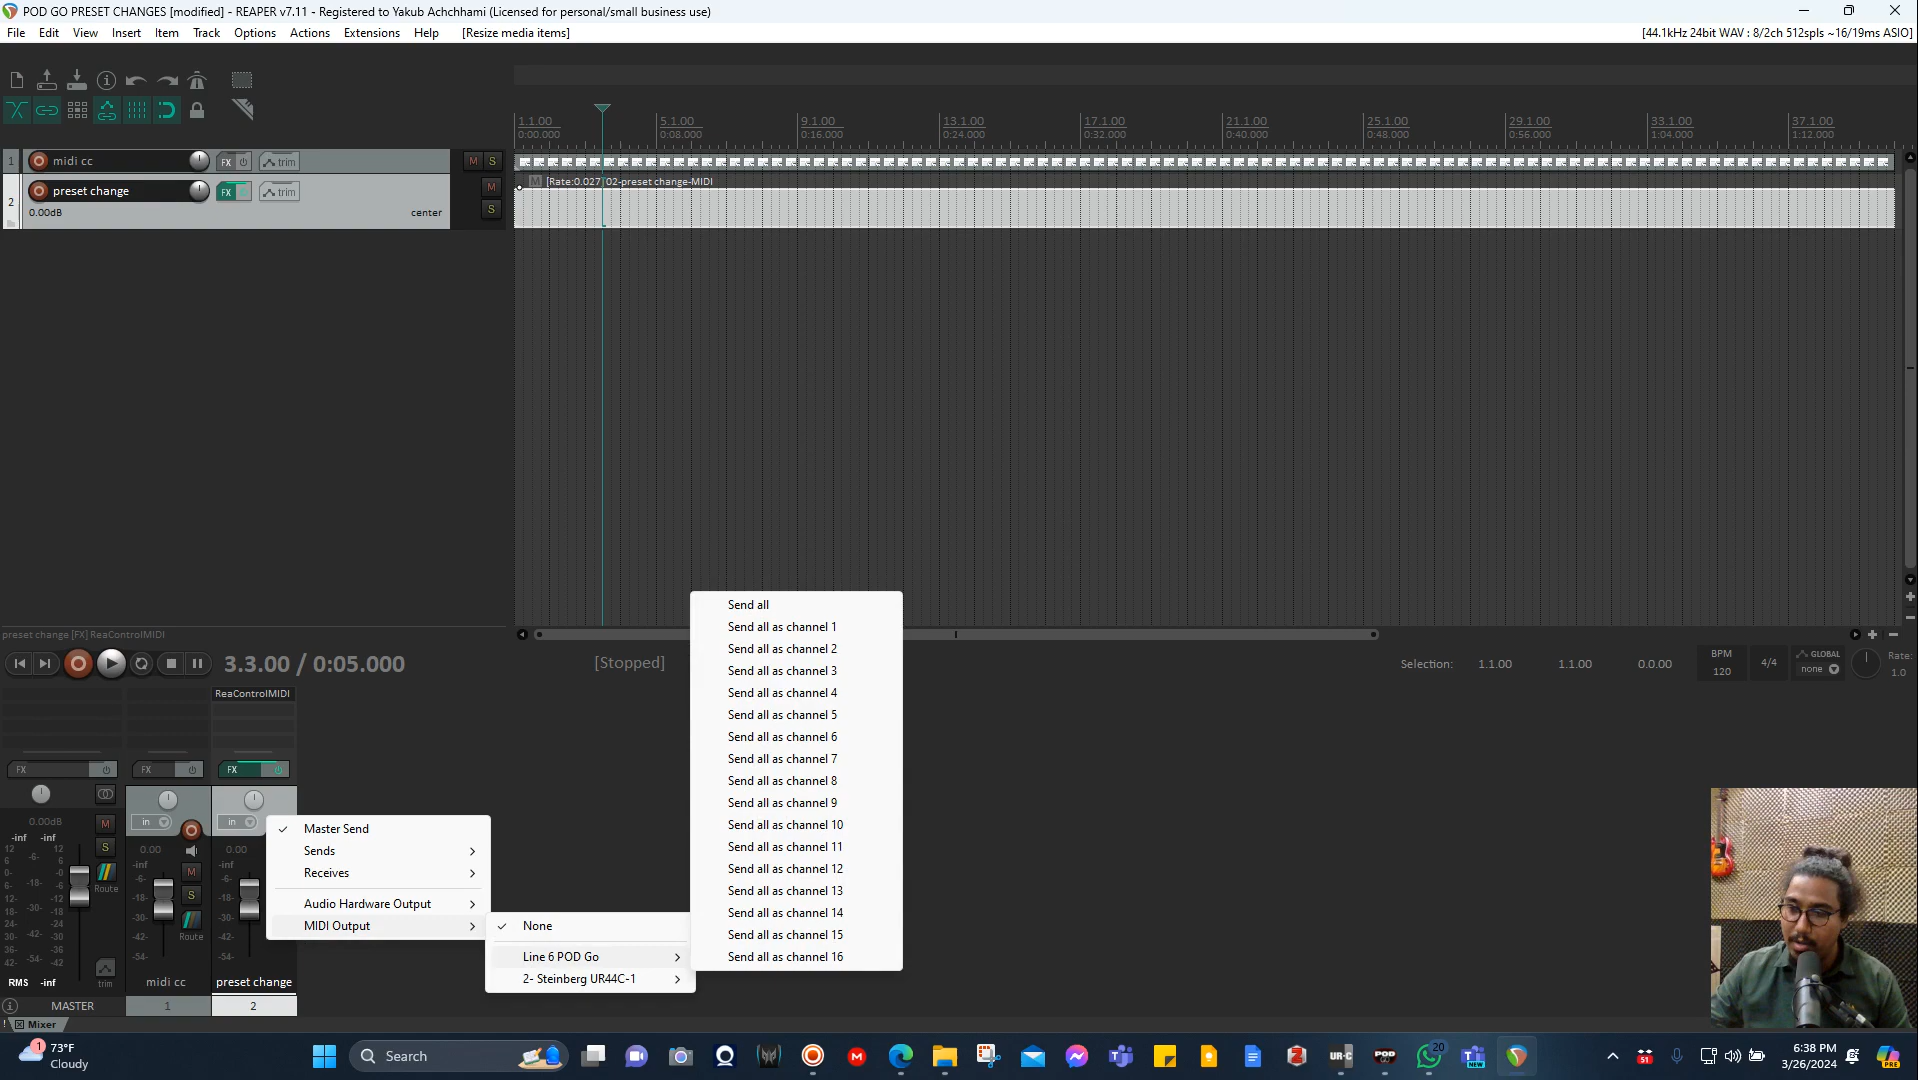 POD GO PRESET CHANGES [modified] - REAPER v7.11 - Registered to Yakub Achchhami (Licensed for personal/small business use)
File Edit View Insert Item Track Options Actions Extensions Help [Resize media items]
[44.1kHz 24bit WAV : 8/2ch 512spls ~16/19ms ASIO]
1.1.00 5.1.00 9.1.00 13.1.00 17.1.00 21.1.00 25.1.00 29.1.00 33.1.00 37.1.00
0:00.000 0:08.000 0:16.000 0:24.000 0:32.000 0:40.000 0:48.000 0:56.000 1:04.000 1:12.000
1 midi cc FX trim M S
[Rate:0.027] 02-preset change-MIDI
2 preset change FX trim M
0.00dB center S
preset change [FX] ReaControlMIDI
3.3.00 / 0:05.000
[Stopped]
Selection: 1.1.00 1.1.00 0.0.00
BPM
120
4/4
GLOBAL
none
Rate:
1.0
ReaControlMIDI
FX FX FX
in in
0.00dB
-inf -inf
M
S
Route
trim
RMS -inf
MASTER
0.00
-inf
M
S
Route
midi cc
1
0.00
-inf
preset change
2
Mixer
Master Send
Sends
Receives
Audio Hardware Output
MIDI Output
None
Line 6 POD Go
2- Steinberg UR44C-1
Send all
Send all as channel 1
Send all as channel 2
Send all as channel 3
Send all as channel 4
Send all as channel 5
Send all as channel 6
Send all as channel 7
Send all as channel 8
Send all as channel 9
Send all as channel 10
Send all as channel 11
Send all as channel 12
Send all as channel 13
Send all as channel 14
Send all as channel 15
Send all as channel 16
1
73°F
Cloudy
Search
UR-C
POD
20
NEW
51
6:38 PM
3/26/2024
PRE